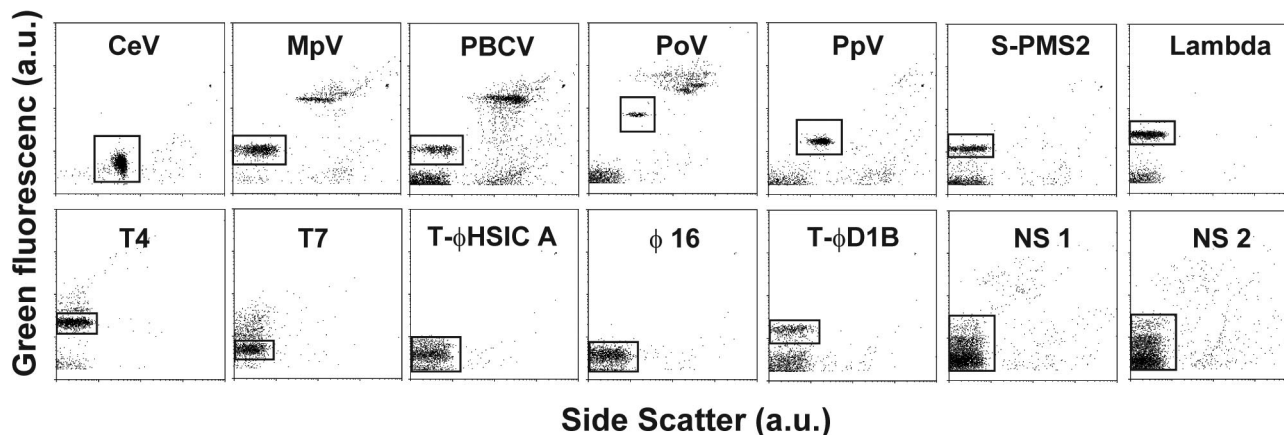 Green fluorescenc (a.u.)
CeV
MpV
PBCV
PoV
PpV
S-PMS2
Lambda
T4
T7
T-ϕHSIC A
ϕ 16
T-ϕD1B
NS 1
NS 2
Side Scatter (a.u.)